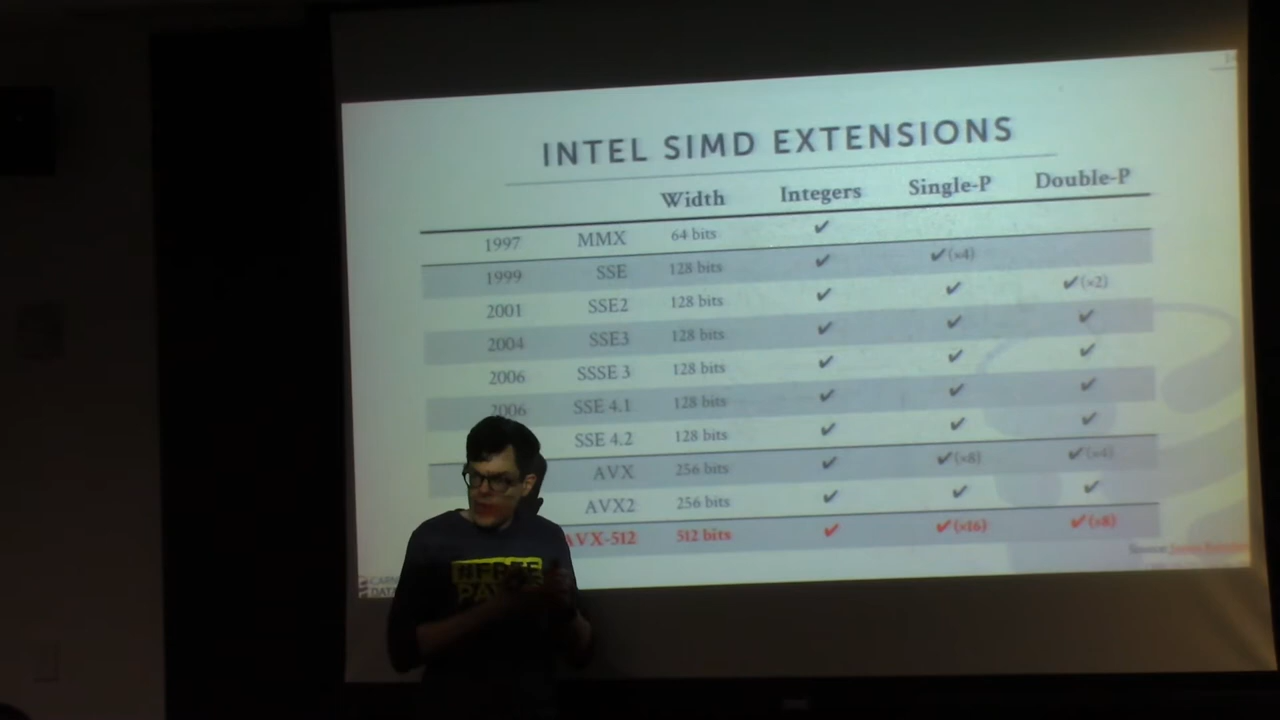 INTEL SIMD EXTENSIONS
Width Integers Single-P Double-P
1997 MMX 64 bits ✔
1999 SSE 128 bits ✔ ✔(×4)
2001 SSE2 128 bits ✔ ✔ ✔(×2)
2004 SSE3 128 bits ✔ ✔ ✔
2006 SSSE 3 128 bits ✔ ✔ ✔
2006 SSE 4.1 128 bits ✔ ✔ ✔
SSE 4.2 128 bits ✔ ✔ ✔
AVX 256 bits ✔ ✔(×8) ✔(×4)
AVX2 256 bits ✔ ✔ ✔
AVX-512 512 bits ✔ ✔(×16) ✔(×8)
Source:
#FREE